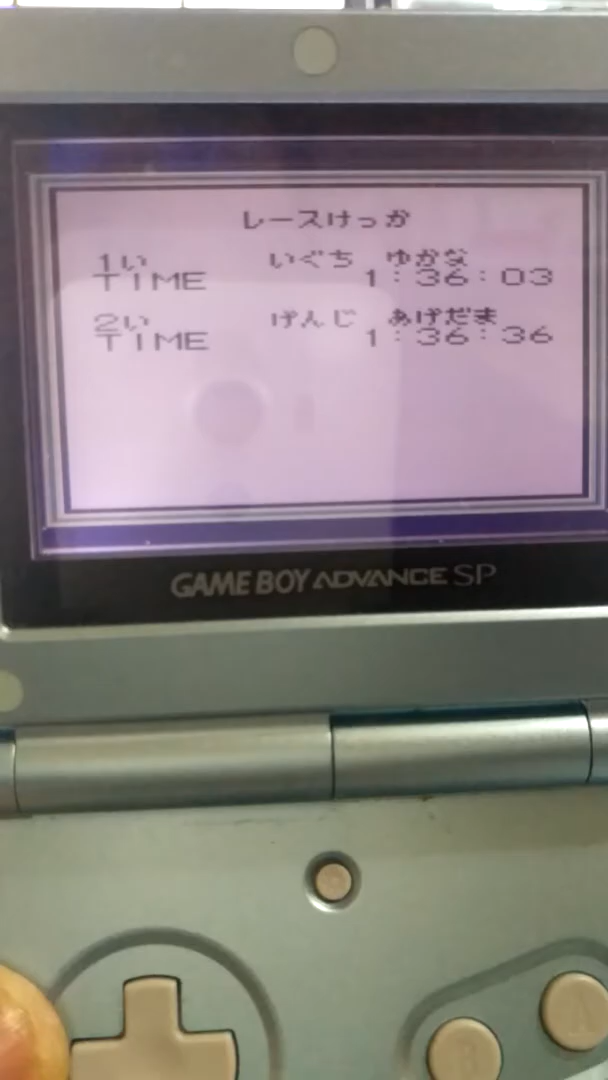 レースけっか
1い いぐち ゆかな
TIME 1:36:03
2い げんじ あげだま
TIME 1:36:36
GAME BOY ADVANCE SP
B
A